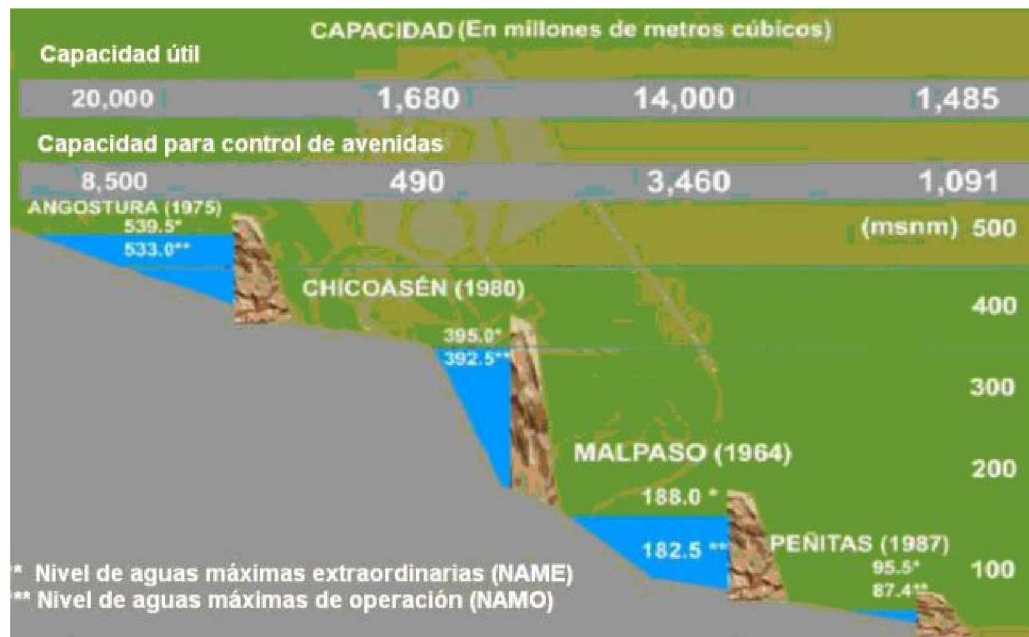 CAPACIDAD (En millones de metros cúbicos)
Capacidad útil
20,000 1,680 14,000 1,485
Capacidad para control de avenidas
8,500 490 3,460 1,091
ANGOSTURA (1975)
539.5*
533.0**
(msnm) 500
CHICOASÉN (1980)
400
395.0*
392.5**
300
MALPASO (1964)
200
188.0 *
182.5 **
PEÑITAS (1987)
95.5*
100
87.4**
** Nivel de aguas máximas extraordinarias (NAME)
*** Nivel de aguas máximas de operación (NAMO)